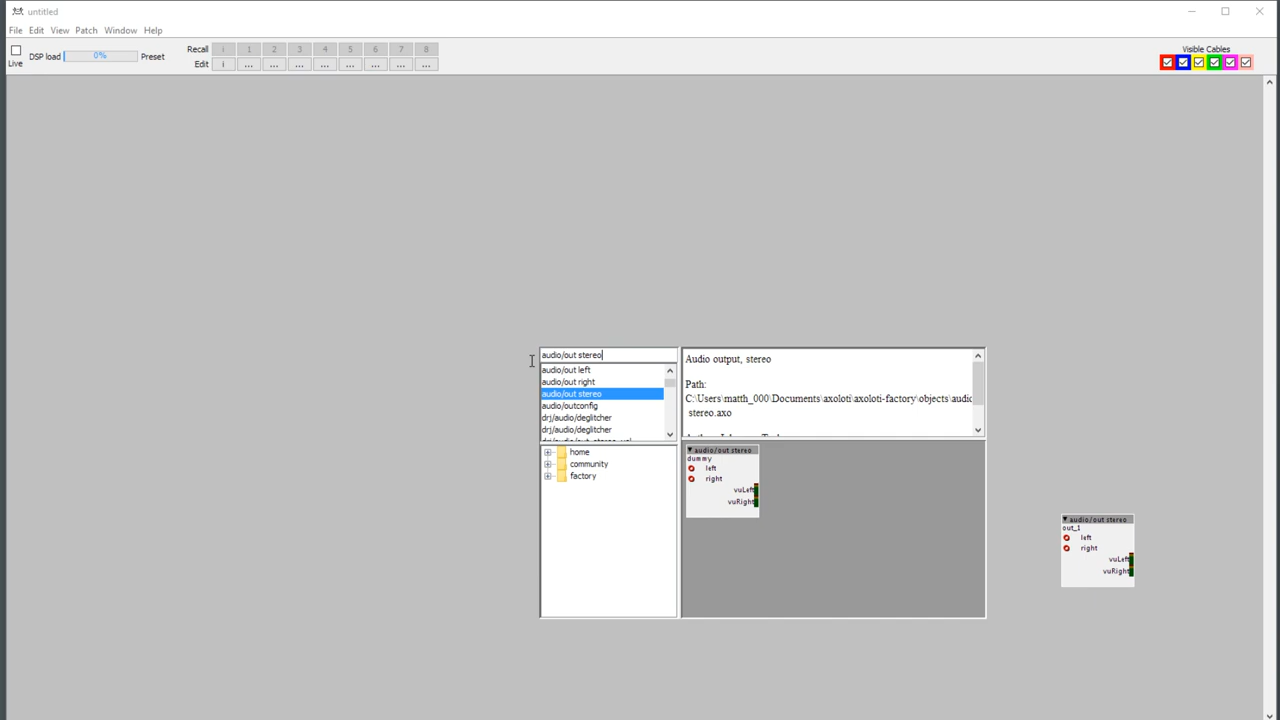 untitled
File Edit View Patch Window Help
Live
DSP load 0% Preset
Recall i 1 2 3 4 5 6 7 8
Edit i ... ... ... ... ... ... ... ...
Visible Cables
audio/out stereo
audio/out left
audio/out right
audio/out stereo
audio/outconfig
drj/audio/deglitcher
drj/audio/deglitcher
home
community
factory
Audio output, stereo
Path:
C:\Users\matth_000\Documents\axoloti\axoloti-factory\objects\audio
stereo.axo
audio/out stereo
dummy
left
right
vuLeft
vuRight
audio/out stereo
out_1
left
right
vuLeft
vuRight